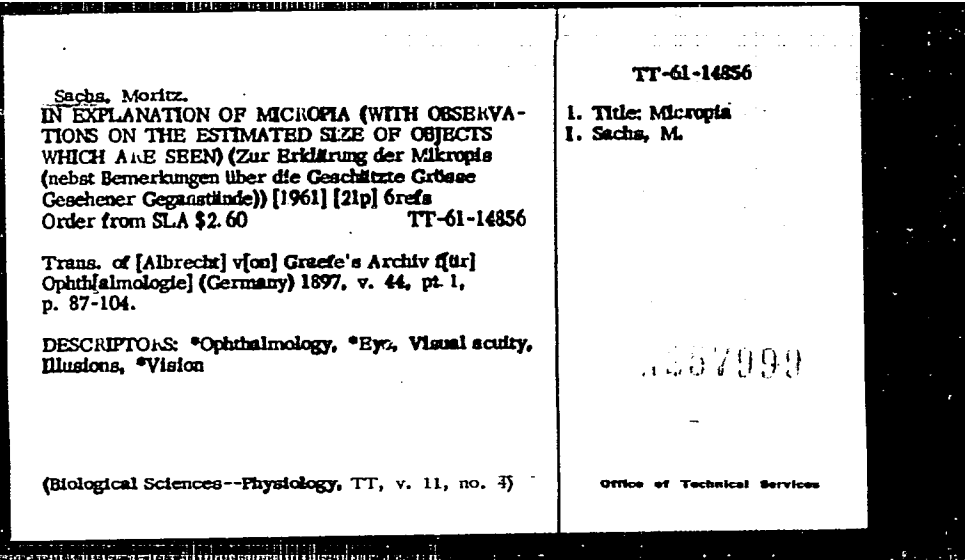 Sachs, Moritz.
IN EXPLANATION OF MICROPIA (WITH OBSERVA-
TIONS ON THE ESTIMATED SIZE OF OBJECTS
WHICH ARE SEEN) (Zur Erklärung der Mikropis
(nebst Bemerkungen über die Geschätzte Grösse
Gesehener Geganstände)) [1961] [21p] 6refs
Order from SLA $2.60 TT-61-14856
Trans. of [Albrecht] v[on] Graefe's Archiv f[ür]
Ophth[almologie] (Germany) 1897, v. 44, pt. 1,
p. 87-104.
DESCRIPTORS: *Ophthalmology, *Eye, Visual acuity,
Illusions, *Vision
(Biological Sciences--Physiology, TT, v. 11, no.
TT-61-14856
1. Title: Micropia
I. Sachs, M.
Office of Technical Services